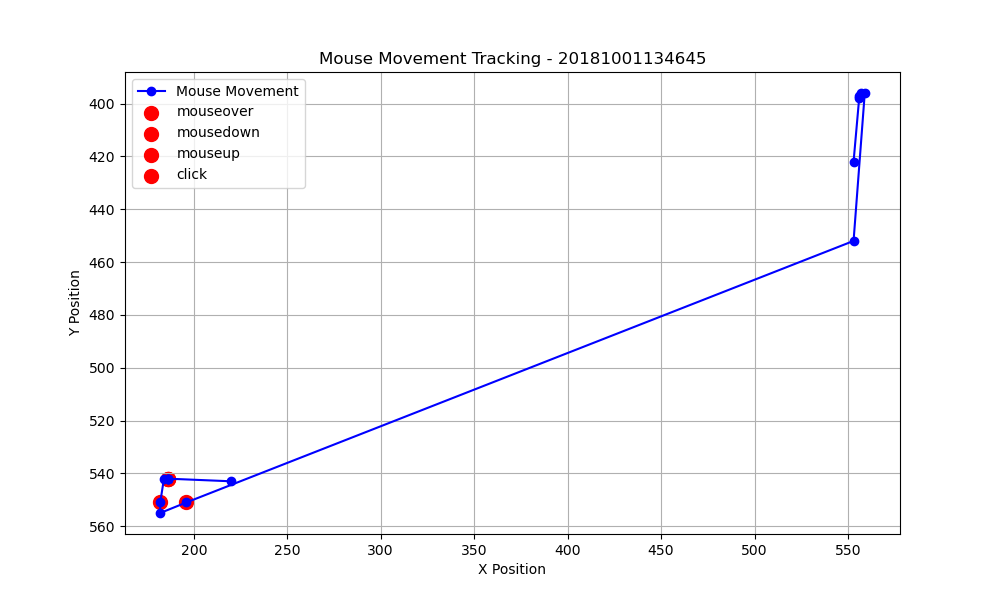 Mouse Movement Tracking - 20181001134645
Mouse Movement
mouseover
mousedown
mouseup
click
400
420
440
460
480
500
520
540
560
Y Position
200 250 300 350 400 450 500 550
X Position